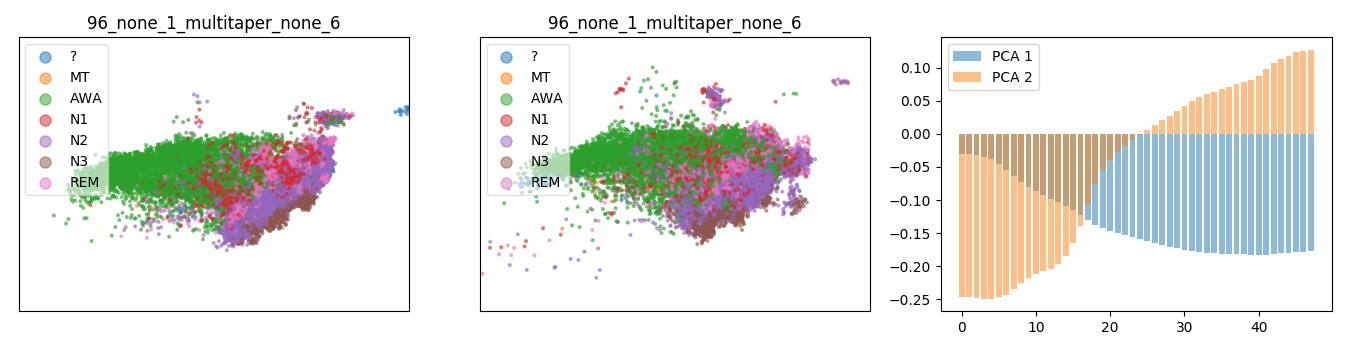 96_none_1_multitaper_none_6
?
MT
AWA
N1
N2
N3
REM
96_none_1_multitaper_none_6
?
MT
AWA
N1
N2
N3
REM
PCA 1
PCA 2
0.10
0.05
0.00
−0.05
−0.10
−0.15
−0.20
−0.25
0 10 20 30 40